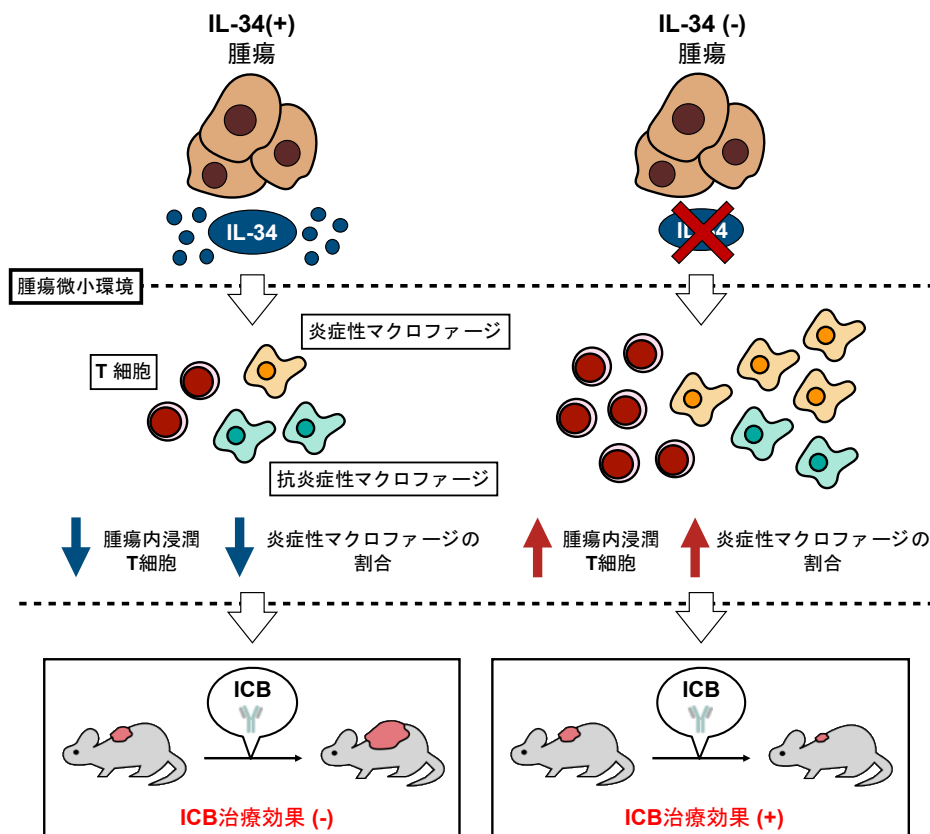 IL-34(+)
腫瘍
IL-34 (-)
腫瘍
IL-34
腫瘍微小環境
炎症性マクロファージ
T 細胞
抗炎症性マクロファージ
腫瘍内浸潤
T細胞
炎症性マクロファージの
割合
腫瘍内浸潤
T細胞
炎症性マクロファージの
割合
ICB
ICB治療効果 (-)
ICB
ICB治療効果 (+)